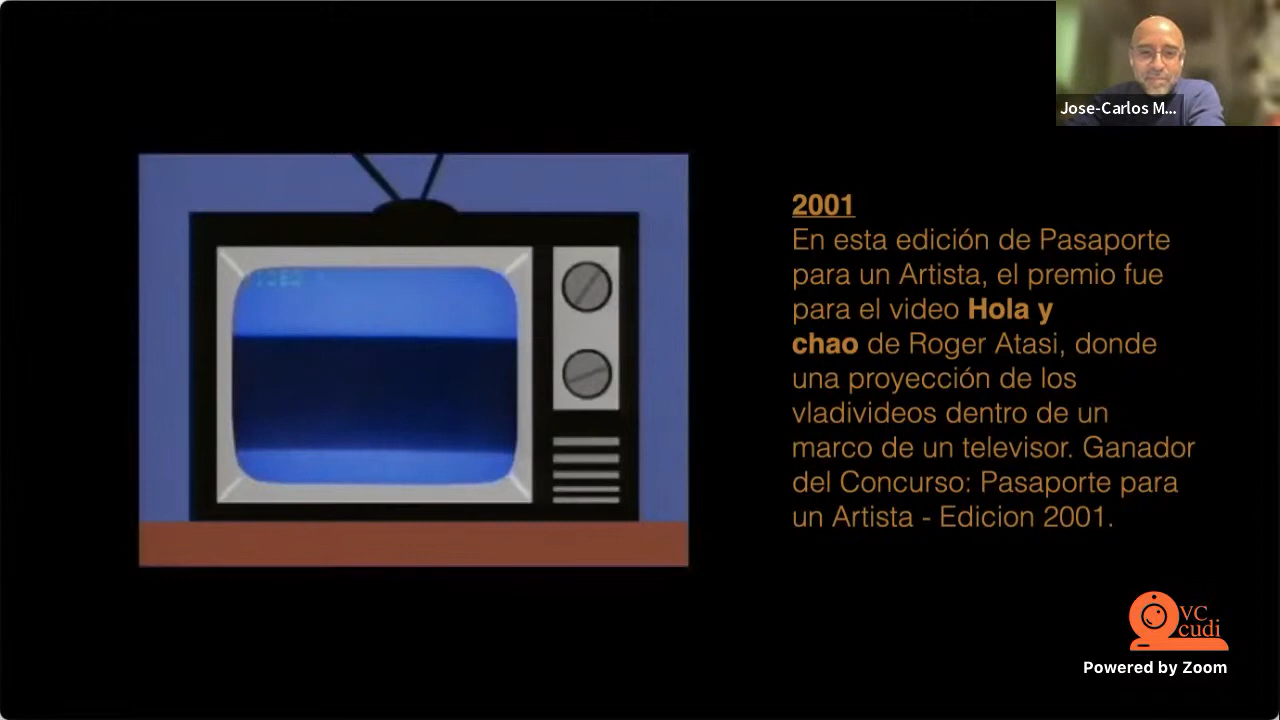 Jose-Carlos M...
2001
En esta edición de Pasaporte
para un Artista, el premio fue
para el video Hola y
chao de Roger Atasi, donde
una proyección de los
vladivideos dentro de un
marco de un televisor. Ganador
del Concurso: Pasaporte para
un Artista - Edicion 2001.
VC
cudi
Powered by Zoom